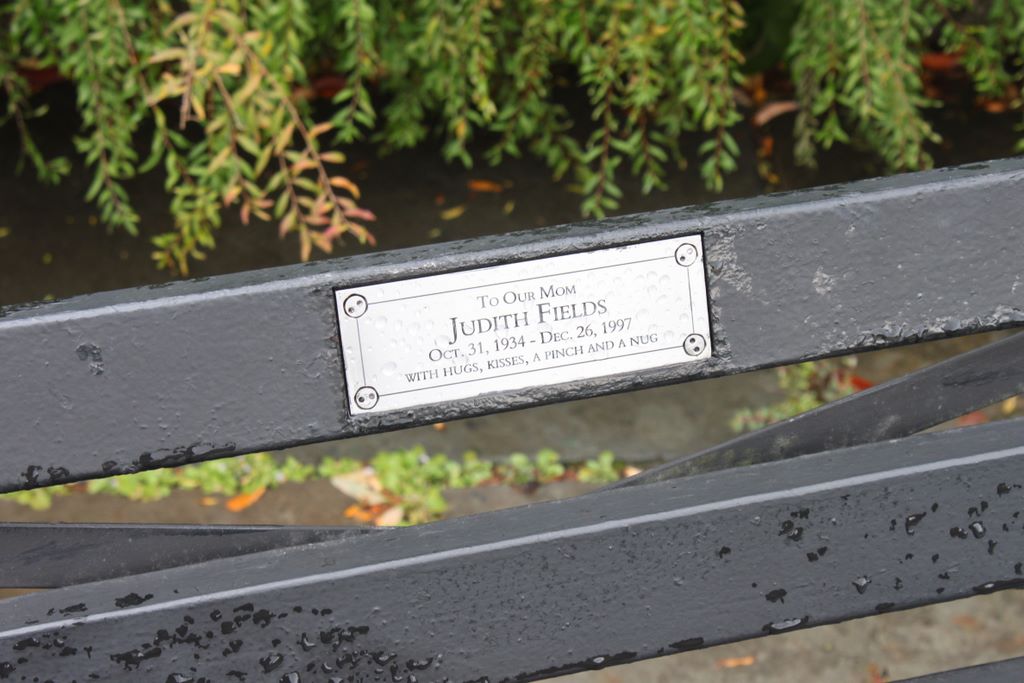 To Our Mom
Judith Fields
Oct. 31, 1934 - Dec. 26, 1997
with hugs, kisses, a pinch and a nug